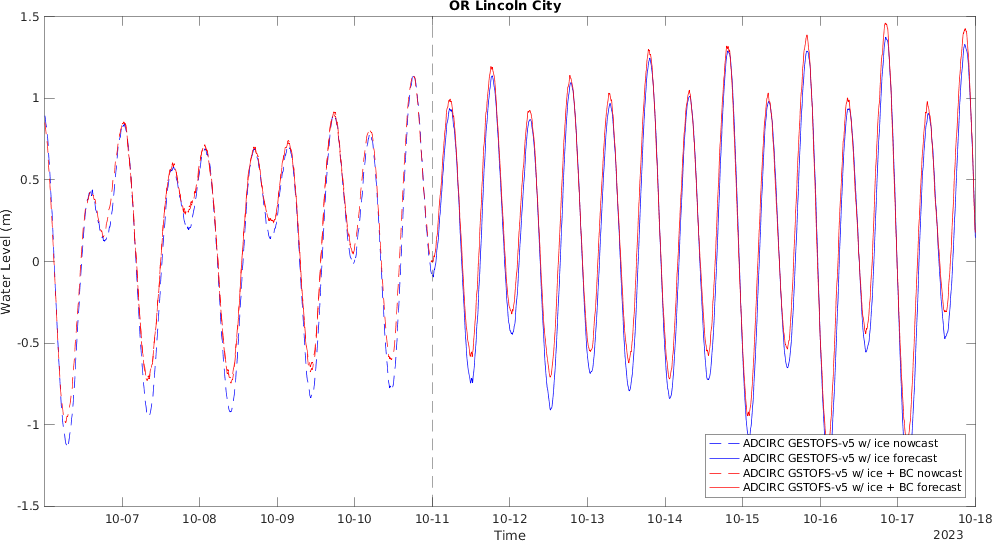 OR Lincoln City
1.5
1
0.5
0
-0.5
-1
-1.5
Water Level (m)
10-07 10-08 10-09 10-10 10-11 10-12 10-13 10-14 10-15 10-16 10-17 10-18
Time
2023
ADCIRC GESTOFS-v5 w/ ice nowcast
ADCIRC GESTOFS-v5 w/ ice forecast
ADCIRC GSTOFS-v5 w/ ice + BC nowcast
ADCIRC GSTOFS-v5 w/ ice + BC forecast